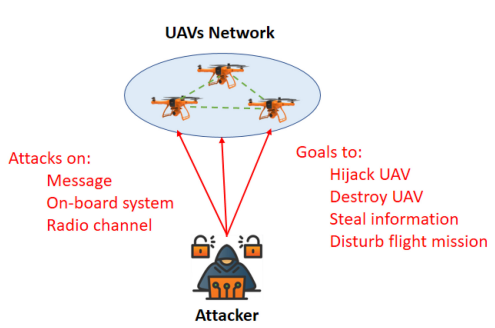 UAVs Network
Attacks on:
Message
On-board system
Radio channel
Goals to:
Hijack UAV
Destroy UAV
Steal information
Disturb flight mission
Attacker